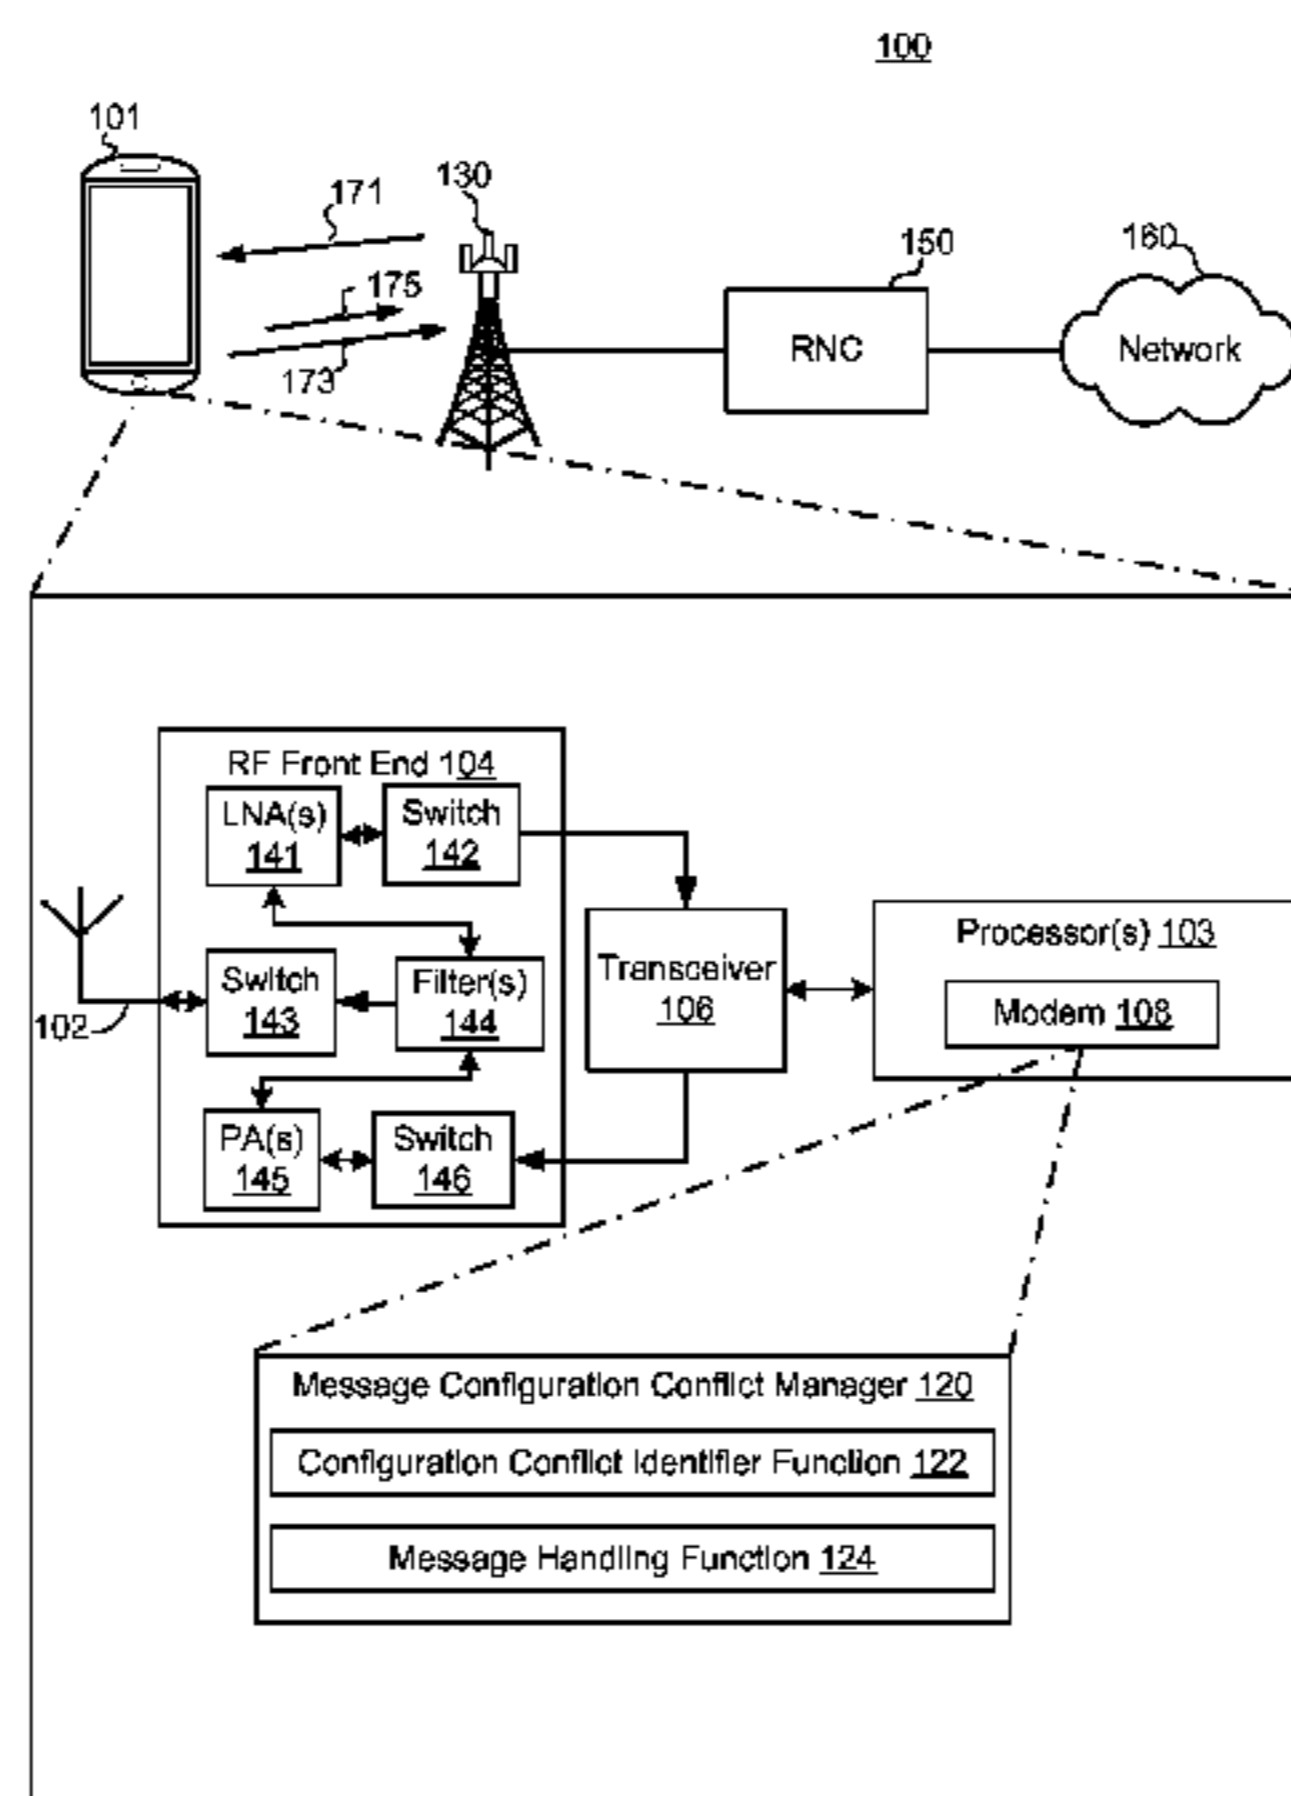 100
101
130
171
150
160
175
RNC
Network
173
RF Front End 104
LNA(s)
141
Switch
142
Processor(s) 103
Transceiver
106
Switch
143
Filter(s)
144
Modem 108
102
PA(s)
145
Switch
146
Message Configuration Conflict Manager 120
Configuration Conflict Identifier Function 122
Message Handling Function 124